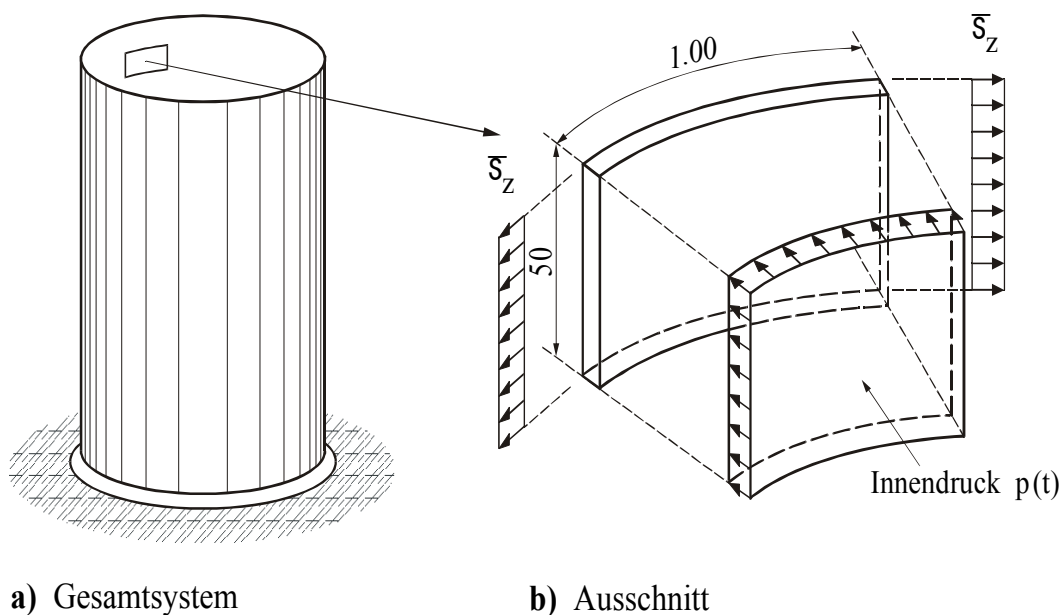 1.00
S̅z
S̅z
50
Innendruck p(t)
a) Gesamtsystem
b) Ausschnitt